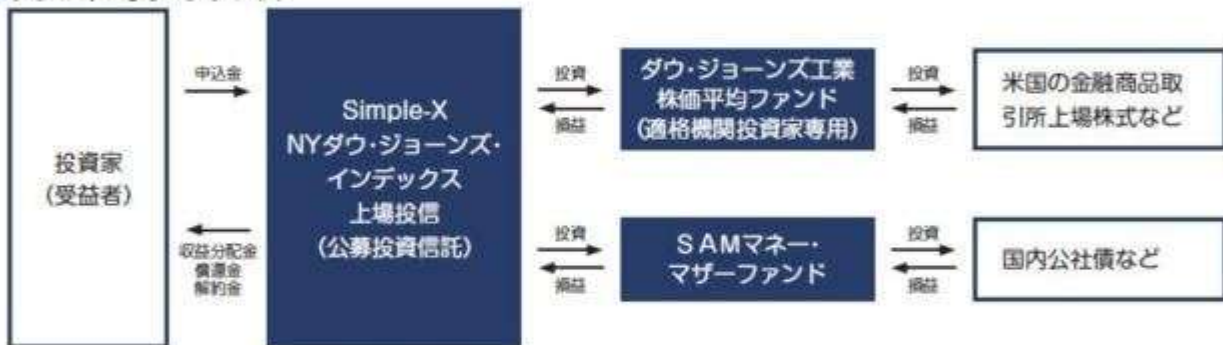 投資家
(受益者)
申込金
収益分配金
償還金
解約金
Simple-X
NYダウ・ジョーンズ・
インデックス
上場投信
(公募投資信託)
投資
損益
ダウ・ジョーンズ工業
株価平均ファンド
(適格機関投資家専用)
投資
損益
米国の金融商品取
引所上場株式など
投資
損益
SAMマネー・
マザーファンド
投資
損益
国内公社債など